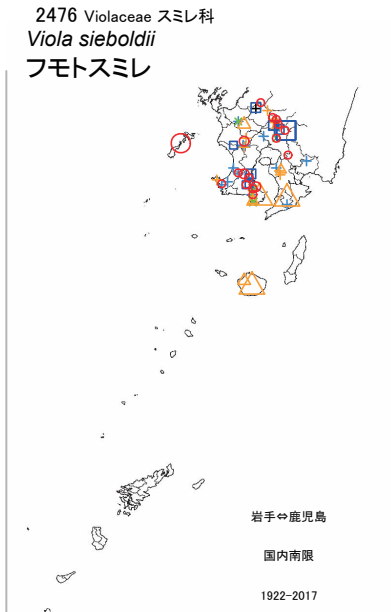 2476 Violaceae スミレ科
Viola sieboldii
フモトスミレ
岩手⇔鹿児島
国内南限
1922-2017